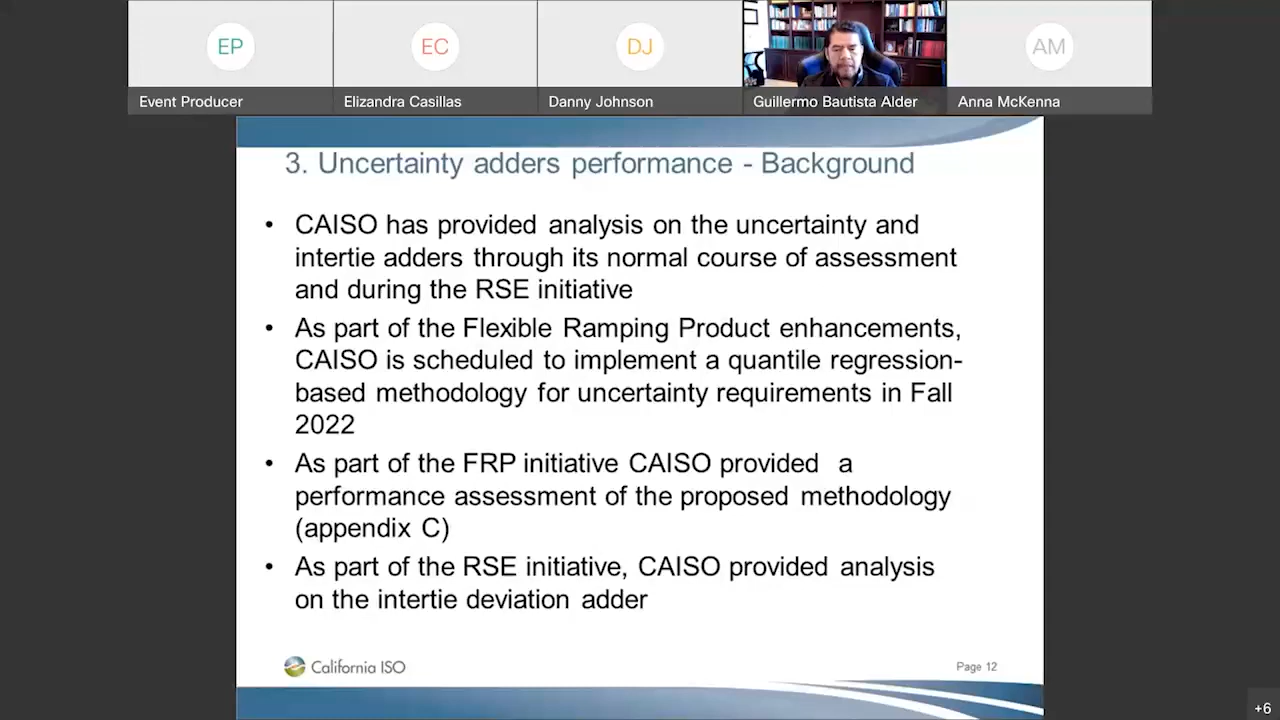 EP
EC
DJ
AM
Event Producer
Elizandra Casillas
Danny Johnson
Guillermo Bautista Alder
Anna McKenna
3. Uncertainty adders performance - Background
• CAISO has provided analysis on the uncertainty and
intertie adders through its normal course of assessment
and during the RSE initiative
• As part of the Flexible Ramping Product enhancements,
CAISO is scheduled to implement a quantile regression-
based methodology for uncertainty requirements in Fall
2022
• As part of the FRP initiative CAISO provided a
performance assessment of the proposed methodology
(appendix C)
• As part of the RSE initiative, CAISO provided analysis
on the intertie deviation adder
California ISO
Page 12
+6